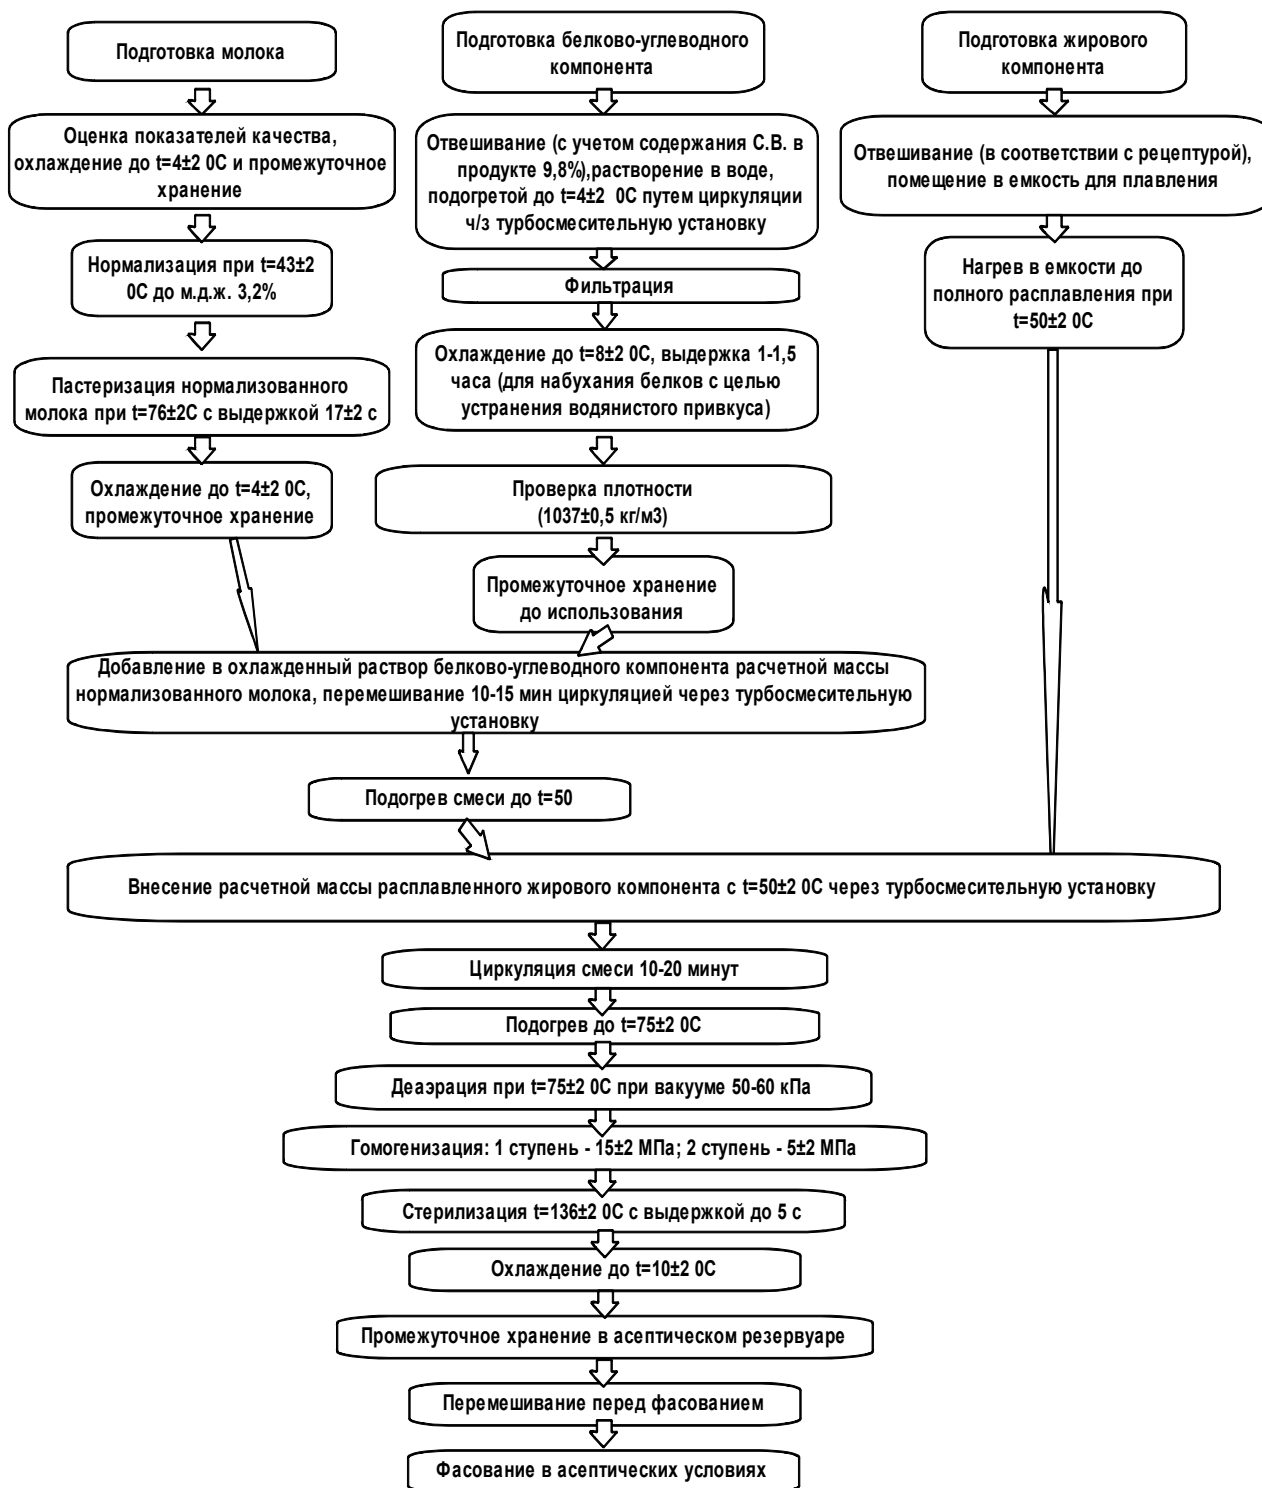 Подготовка молока
Оценка показателей качества,
охлаждение до t=4±2 0С и промежуточное
хранение
Нормализация при t=43±2
0С до м.д.ж. 3,2%
Пастеризация нормализованного
молока при t=76±2С с выдержкой 17±2 с
Охлаждение до t=4±2 0С,
промежуточное хранение
Подготовка белково-углеводного
компонента
Отвешивание (с учетом содержания С.В. в
продукте 9,8%),растворение в воде,
подогретой до t=4±2 0С путем циркуляции
ч/з турбосмесительную установку
Фильтрация
Охлаждение до t=8±2 0С, выдержка 1-1,5
часа (для набухания белков с целью
устранения водянистого привкуса)
Проверка плотности
(1037±0,5 кг/м3)
Промежуточное хранение
до использования
Подготовка жирового
компонента
Отвешивание (в соответствии с рецептурой),
помещение в емкость для плавления
Нагрев в емкости до
полного расплавления при
t=50±2 0С
Добавление в охлажденный раствор белково-углеводного компонента расчетной массы
нормализованного молока, перемешивание 10-15 мин циркуляцией через турбосмесительную
установку
Подогрев смеси до t=50
Внесение расчетной массы расплавленного жирового компонента с t=50±2 0С через турбосмесительную установку
Циркуляция смеси 10-20 минут
Подогрев до t=75±2 0С
Деаэрация при t=75±2 0С при вакууме 50-60 кПа
Гомогенизация: 1 ступень - 15±2 МПа; 2 ступень - 5±2 МПа
Стерилизация t=136±2 0С с выдержкой до 5 с
Охлаждение до t=10±2 0С
Промежуточное хранение в асептическом резервуаре
Перемешивание перед фасованием
Фасование в асептических условиях